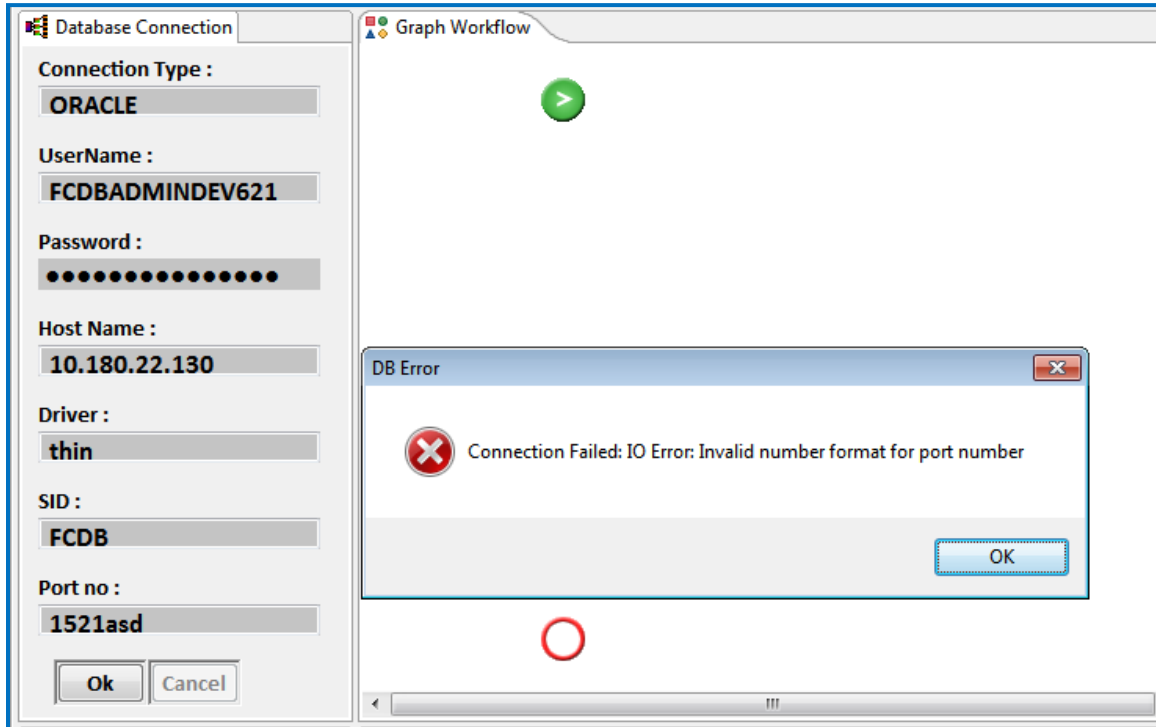 Database Connection
Graph Workflow
Connection Type :
ORACLE
UserName :
FCDBADMINDEV621
Password :
●●●●●●●●●●●●●●●
Host Name :
10.180.22.130
Driver :
thin
SID :
FCDB
Port no :
1521asd
Ok Cancel
>
DB Error
Connection Failed: IO Error: Invalid number format for port number
OK